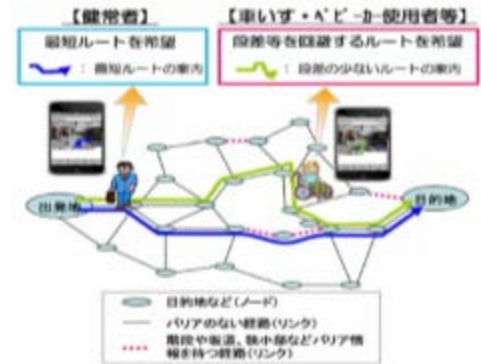 【健常者】
【車いす・ベビーカー使用者等】
最短ルートを希望
：最短ルートの案内
段差等を回避するルートを希望
：段差の少ないルートの案内
出発地
目的地
目的地など（ノード）
バリアのない経路（リンク）
階段や坂道、狭小部などバリア情
報を持つ経路（リンク）